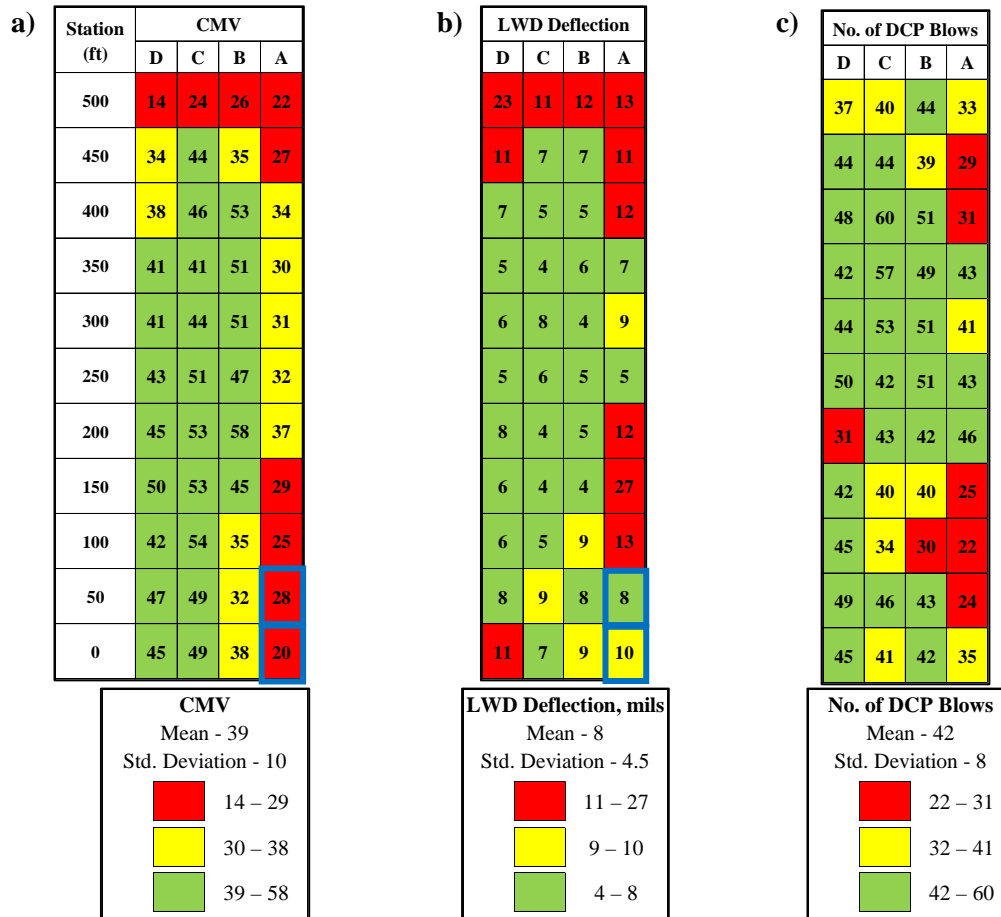 a)
Station (ft) CMV
D C B A
500 14 24 26 22
450 34 44 35 27
400 38 46 53 34
350 41 41 51 30
300 41 44 51 31
250 43 51 47 32
200 45 53 58 37
150 50 53 45 29
100 42 54 35 25
50 47 49 32 28
0 45 49 38 20
CMV
Mean - 39
Std. Deviation - 10
14 – 29
30 – 38
39 – 58
b)
LWD Deflection
D C B A
23 11 12 13
11 7 7 11
7 5 5 12
5 4 6 7
6 8 4 9
5 6 5 5
8 4 5 12
6 4 4 27
6 5 9 13
8 9 8 8
11 7 9 10
LWD Deflection, mils
Mean - 8
Std. Deviation - 4.5
11 – 27
9 – 10
4 – 8
c)
No. of DCP Blows
D C B A
37 40 44 33
44 44 39 29
48 60 51 31
42 57 49 43
44 53 51 41
50 42 51 43
31 43 42 46
42 40 40 25
45 34 30 22
49 46 43 24
45 41 42 35
No. of DCP Blows
Mean - 42
Std. Deviation - 8
22 – 31
32 – 41
42 – 60